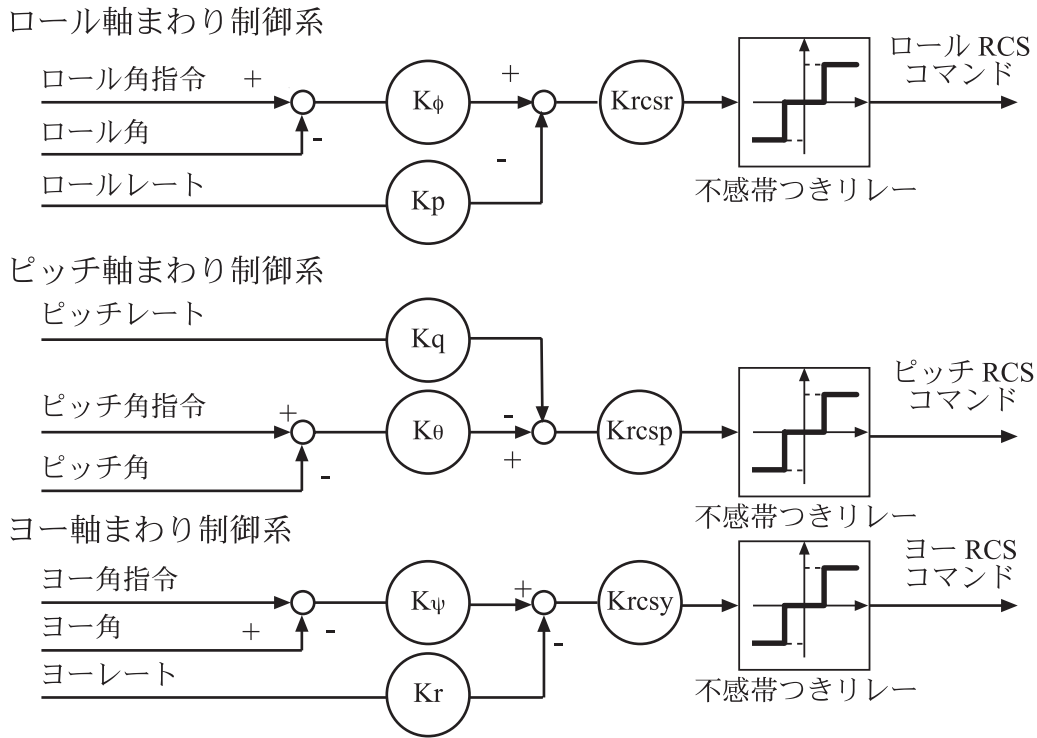 ロール軸まわり制御系
ロール角指令
+
ロール角
-
ロールレート
Kφ
Kp
+
-
Krcsr
不感帯つきリレー
ロール RCS
コマンド
ピッチ軸まわり制御系
ピッチレート
Kq
ピッチ角指令
+
ピッチ角
-
Kθ
-
+
Krcsp
不感帯つきリレー
ピッチ RCS
コマンド
ヨー軸まわり制御系
ヨー角指令
ヨー角
+
-
ヨーレート
Kψ
Kr
+
-
Krcsy
不感帯つきリレー
ヨー RCS
コマンド